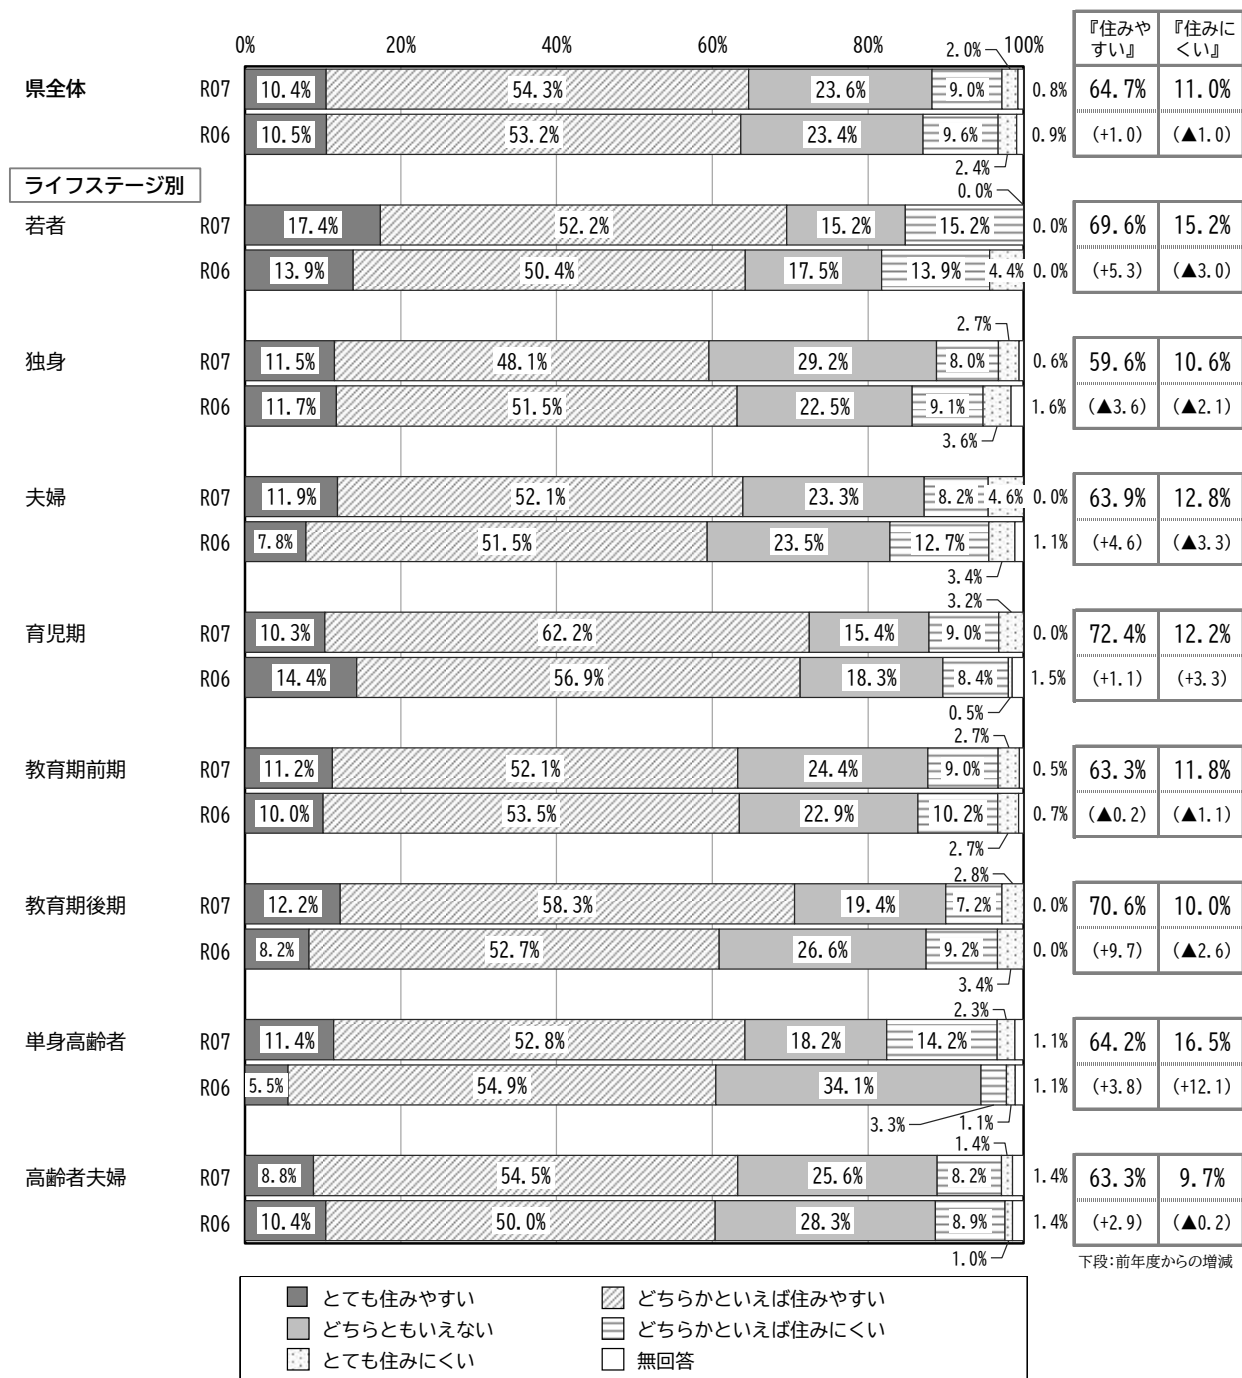 0% 20% 40% 60% 80% 100%
『住みやすい』 『住みにくい』
2.0%
県全体 R07 10.4% 54.3% 23.6% 9.0% 0.8% 64.7% 11.0%
R06 10.5% 53.2% 23.4% 9.6% 0.9% (+1.0) (▲1.0)
2.4%
ライフステージ別
0.0%
若者 R07 17.4% 52.2% 15.2% 15.2% 0.0% 69.6% 15.2%
R06 13.9% 50.4% 17.5% 13.9% 4.4% 0.0% (+5.3) (▲3.0)
2.7%
独身 R07 11.5% 48.1% 29.2% 8.0% 0.6% 59.6% 10.6%
R06 11.7% 51.5% 22.5% 9.1% 1.6% (▲3.6) (▲2.1)
3.6%
夫婦 R07 11.9% 52.1% 23.3% 8.2% 4.6% 0.0% 63.9% 12.8%
R06 7.8% 51.5% 23.5% 12.7% 1.1% (+4.6) (▲3.3)
3.4%
3.2%
育児期 R07 10.3% 62.2% 15.4% 9.0% 0.0% 72.4% 12.2%
R06 14.4% 56.9% 18.3% 8.4% 1.5% (+1.1) (+3.3)
0.5%
2.7%
教育期前期 R07 11.2% 52.1% 24.4% 9.0% 0.5% 63.3% 11.8%
R06 10.0% 53.5% 22.9% 10.2% 0.7% (▲0.2) (▲1.1)
2.7%
2.8%
教育期後期 R07 12.2% 58.3% 19.4% 7.2% 0.0% 70.6% 10.0%
R06 8.2% 52.7% 26.6% 9.2% 0.0% (+9.7) (▲2.6)
3.4%
2.3%
単身高齢者 R07 11.4% 52.8% 18.2% 14.2% 1.1% 64.2% 16.5%
R06 5.5% 54.9% 34.1% 1.1% (+3.8) (+12.1)
3.3% 1.1%
1.4%
高齢者夫婦 R07 8.8% 54.5% 25.6% 8.2% 1.4% 63.3% 9.7%
R06 10.4% 50.0% 28.3% 8.9% 1.4% (+2.9) (▲0.2)
1.0%
下段:前年度からの増減
とても住みやすい どちらかといえば住みやすい
どちらともいえない どちらかといえば住みにくい
とても住みにくい 無回答